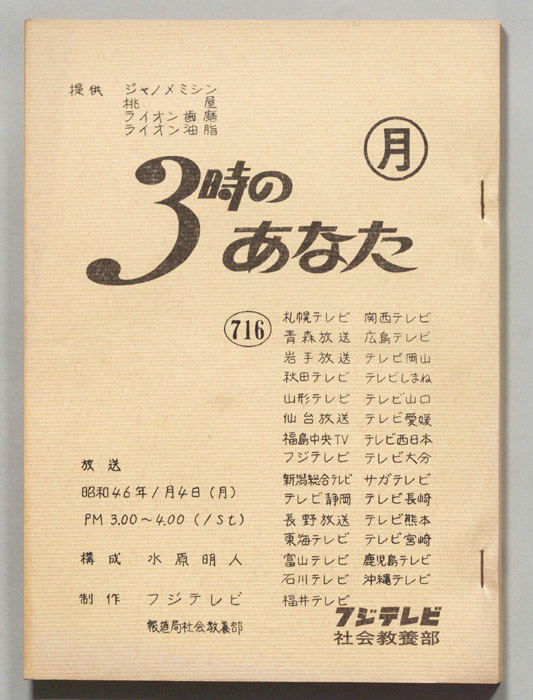 提供 ジャノメミシン
桃屋
ライオン歯磨
ライオン油脂
月
3時の
あなた
716
札幌テレビ 関西テレビ
青森放送 広島テレビ
岩手放送 テレビ岡山
秋田テレビ テレビしまね
山形テレビ テレビ山口
仙台放送 テレビ愛媛
福島中央TV テレビ西日本
フジテレビ テレビ大分
新潟総合テレビ サガテレビ
テレビ静岡 テレビ長崎
長野放送 テレビ熊本
東海テレビ テレビ宮崎
富山テレビ 鹿児島テレビ
石川テレビ 沖縄テレビ
福井テレビ
放送
昭和46年1月4日(月)
PM 3.00～4.00 (1St)
構成 水原明人
制作 フジテレビ
報道局社会教養部
フジテレビ
社会教養部